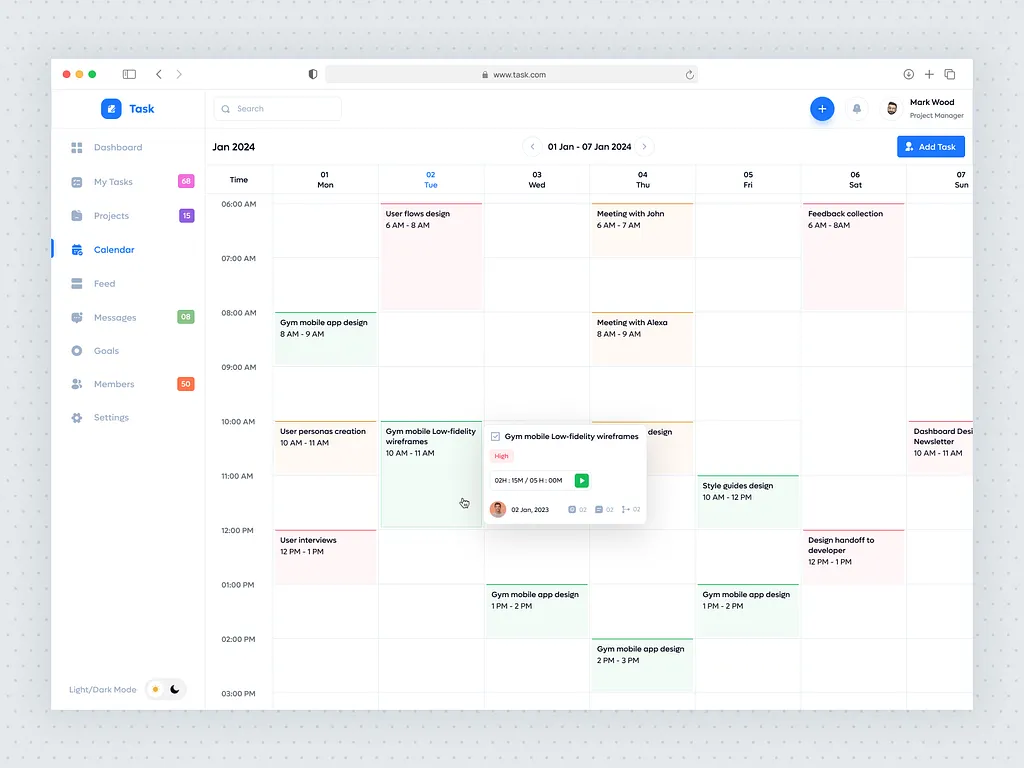 www.task.com
Task
Search
Mark Wood
Project Manager
Dashboard
My Tasks
68
Projects
15
Calendar
Feed
Messages
08
Goals
Members
50
Settings
Light/Dark Mode
Jan 2024
01 Jan - 07 Jan 2024
Add Task
Time
01
Mon
02
Tue
03
Wed
04
Thu
05
Fri
06
Sat
07
Sun
06:00 AM
User flows design
6 AM - 8 AM
Meeting with John
6 AM - 7 AM
Feedback collection
6 AM - 8AM
07:00 AM
08:00 AM
Gym mobile app design
8 AM - 9 AM
Meeting with Alexa
8 AM - 9 AM
09:00 AM
10:00 AM
User personas creation
10 AM - 11 AM
Gym mobile Low-fidelity
wireframes
10 AM - 11 AM
Gym mobile Low-fidelity wireframes
High
02H : 15M / 05 H : 00M
02 Jan, 2023
02
02
02
design
Dashboard Desi
Newsletter
10 AM - 11 AM
11:00 AM
Style guides design
10 AM - 12 PM
12:00 PM
User interviews
12 PM - 1 PM
Design handoff to
developer
12 PM - 1 PM
01:00 PM
Gym mobile app design
1 PM - 2 PM
Gym mobile app design
1 PM - 2 PM
02:00 PM
Gym mobile app design
2 PM - 3 PM
03:00 PM